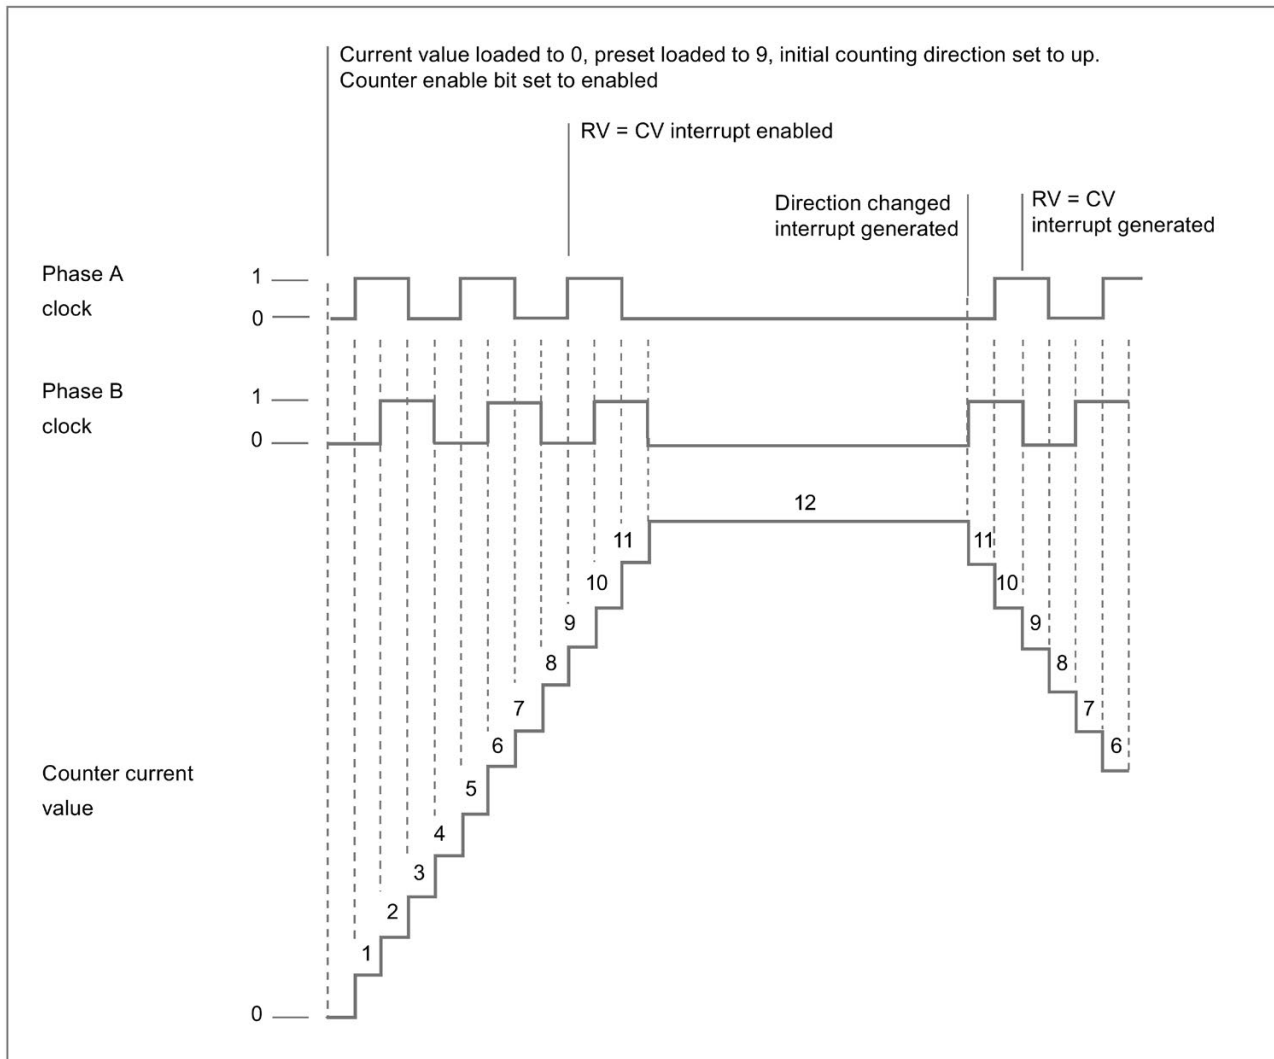 Current value loaded to 0, preset loaded to 9, initial counting direction set to up.
Counter enable bit set to enabled
RV = CV interrupt enabled
Direction changed
interrupt generated
RV = CV
interrupt generated
Phase A
clock
1
0
Phase B
clock
1
0
12
11
11
10
10
9
9
8
8
7
7
6
6
5
4
3
2
1
Counter current
value
0